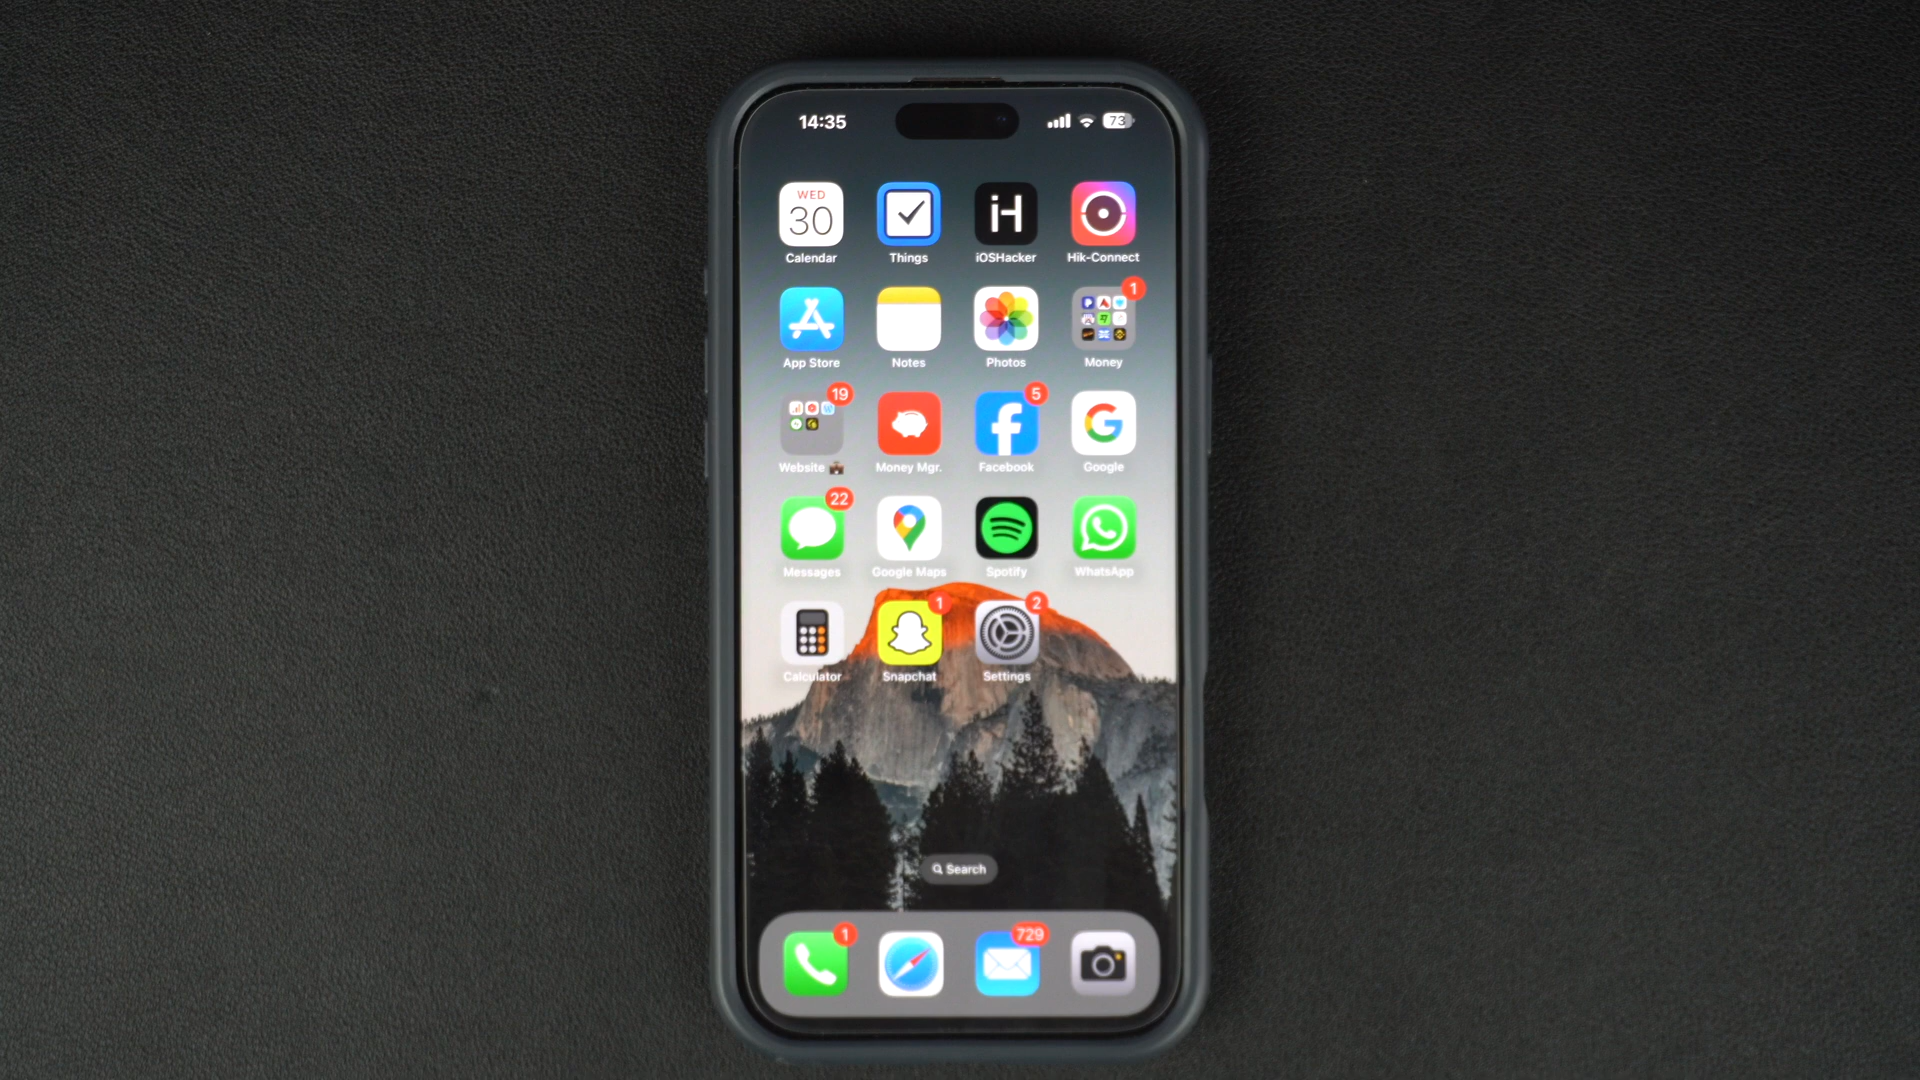 14:35
73
WED
30
iH
Calendar
Things
iOSHacker
Hik-Connect
1
App Store
Notes
Photos
Money
19
5
Website
Money Mgr.
Facebook
Google
22
Messages
Google Maps
Spotify
WhatsApp
1
2
Calculator
Snapchat
Settings
Search
1
729